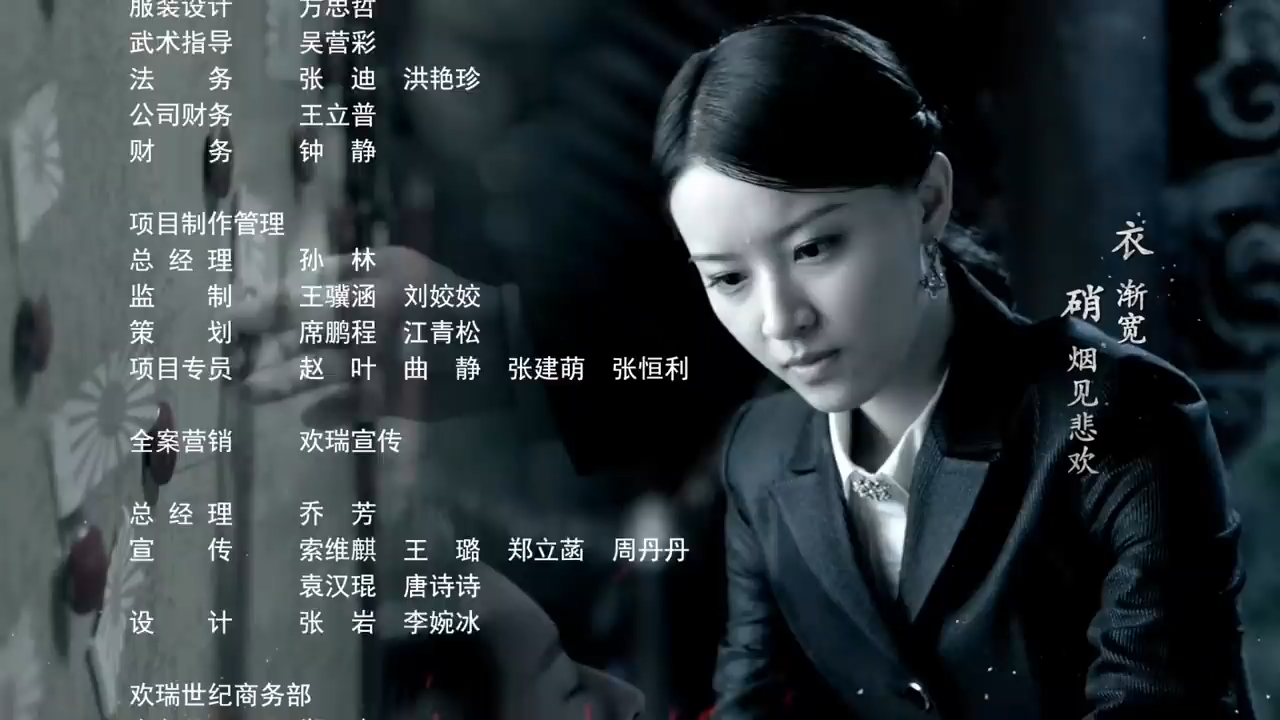 服装设计 方思哲
武术指导 吴营彩
法 务 张 迪 洪艳珍
公司财务 王立普
财 务 钟 静
项目制作管理
总 经 理 孙 林
监 制 王骥涵 刘姣姣
策 划 席鹏程 江青松
项目专员 赵 叶 曲 静 张建萌 张恒利
全案营销 欢瑞宣传
总 经 理 乔 芳
宣 传 索维麒 王 璐 郑立菡 周丹丹
袁汉琨 唐诗诗
设 计 张 岩 李婉冰
欢瑞世纪商务部
衣渐宽
硝烟见悲欢